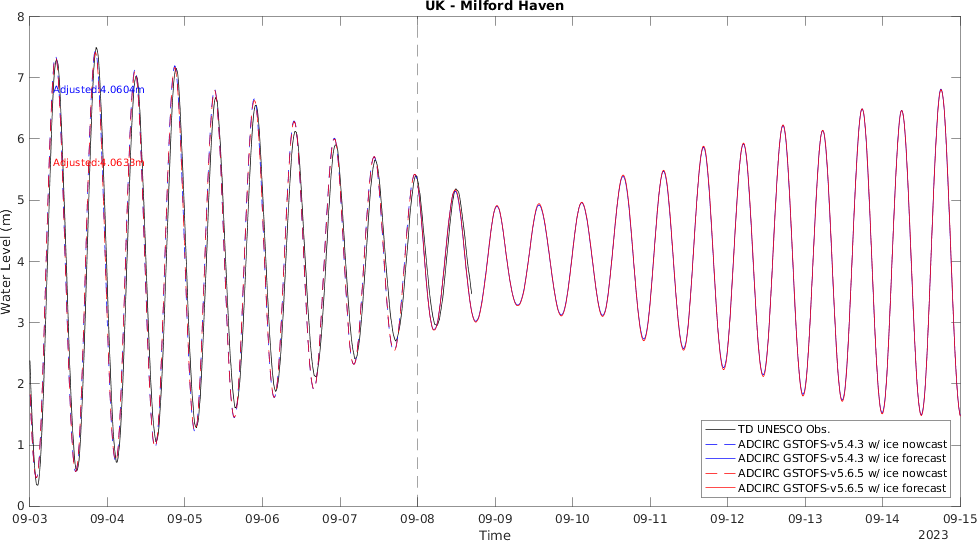 UK - Milford Haven
8
7
6
5
4
3
2
1
0
Water Level (m)
Adjusted:4.0604m
Adjusted:4.0633m
TD UNESCO Obs.
ADCIRC GSTOFS-v5.4.3 w/ ice nowcast
ADCIRC GSTOFS-v5.4.3 w/ ice forecast
ADCIRC GSTOFS-v5.6.5 w/ ice nowcast
ADCIRC GSTOFS-v5.6.5 w/ ice forecast
09-03 09-04 09-05 09-06 09-07 09-08 09-09 09-10 09-11 09-12 09-13 09-14 09-15
Time
2023